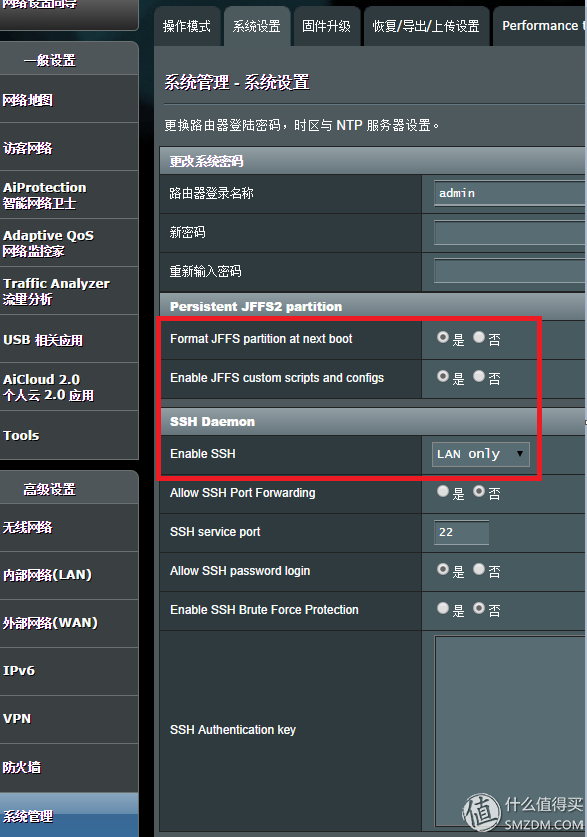 网络设置向导
一般设置
网络地图
访客网络
AiProtection
智能网络卫士
Adaptive QoS
网络监控家
Traffic Analyzer
流量分析
USB 相关应用
AiCloud 2.0
个人云 2.0 应用
Tools
高级设置
无线网络
内部网络(LAN)
外部网络(WAN)
IPv6
VPN
防火墙
系统管理
操作模式 系统设置 固件升级 恢复/导出/上传设置 Performance t
系统管理 - 系统设置
更换路由器登陆密码，时区与 NTP 服务器设置。
更改系统密码
路由器登录名称 admin
新密码
重新输入密码
Persistent JFFS2 partition
Format JFFS partition at next boot 是 否
Enable JFFS custom scripts and configs 是 否
SSH Daemon
Enable SSH LAN only
Allow SSH Port Forwarding 是 否
SSH service port 22
Allow SSH password login 是 否
Enable SSH Brute Force Protection 是 否
SSH Authentication key
值 什么值得买
SMZDM.COM